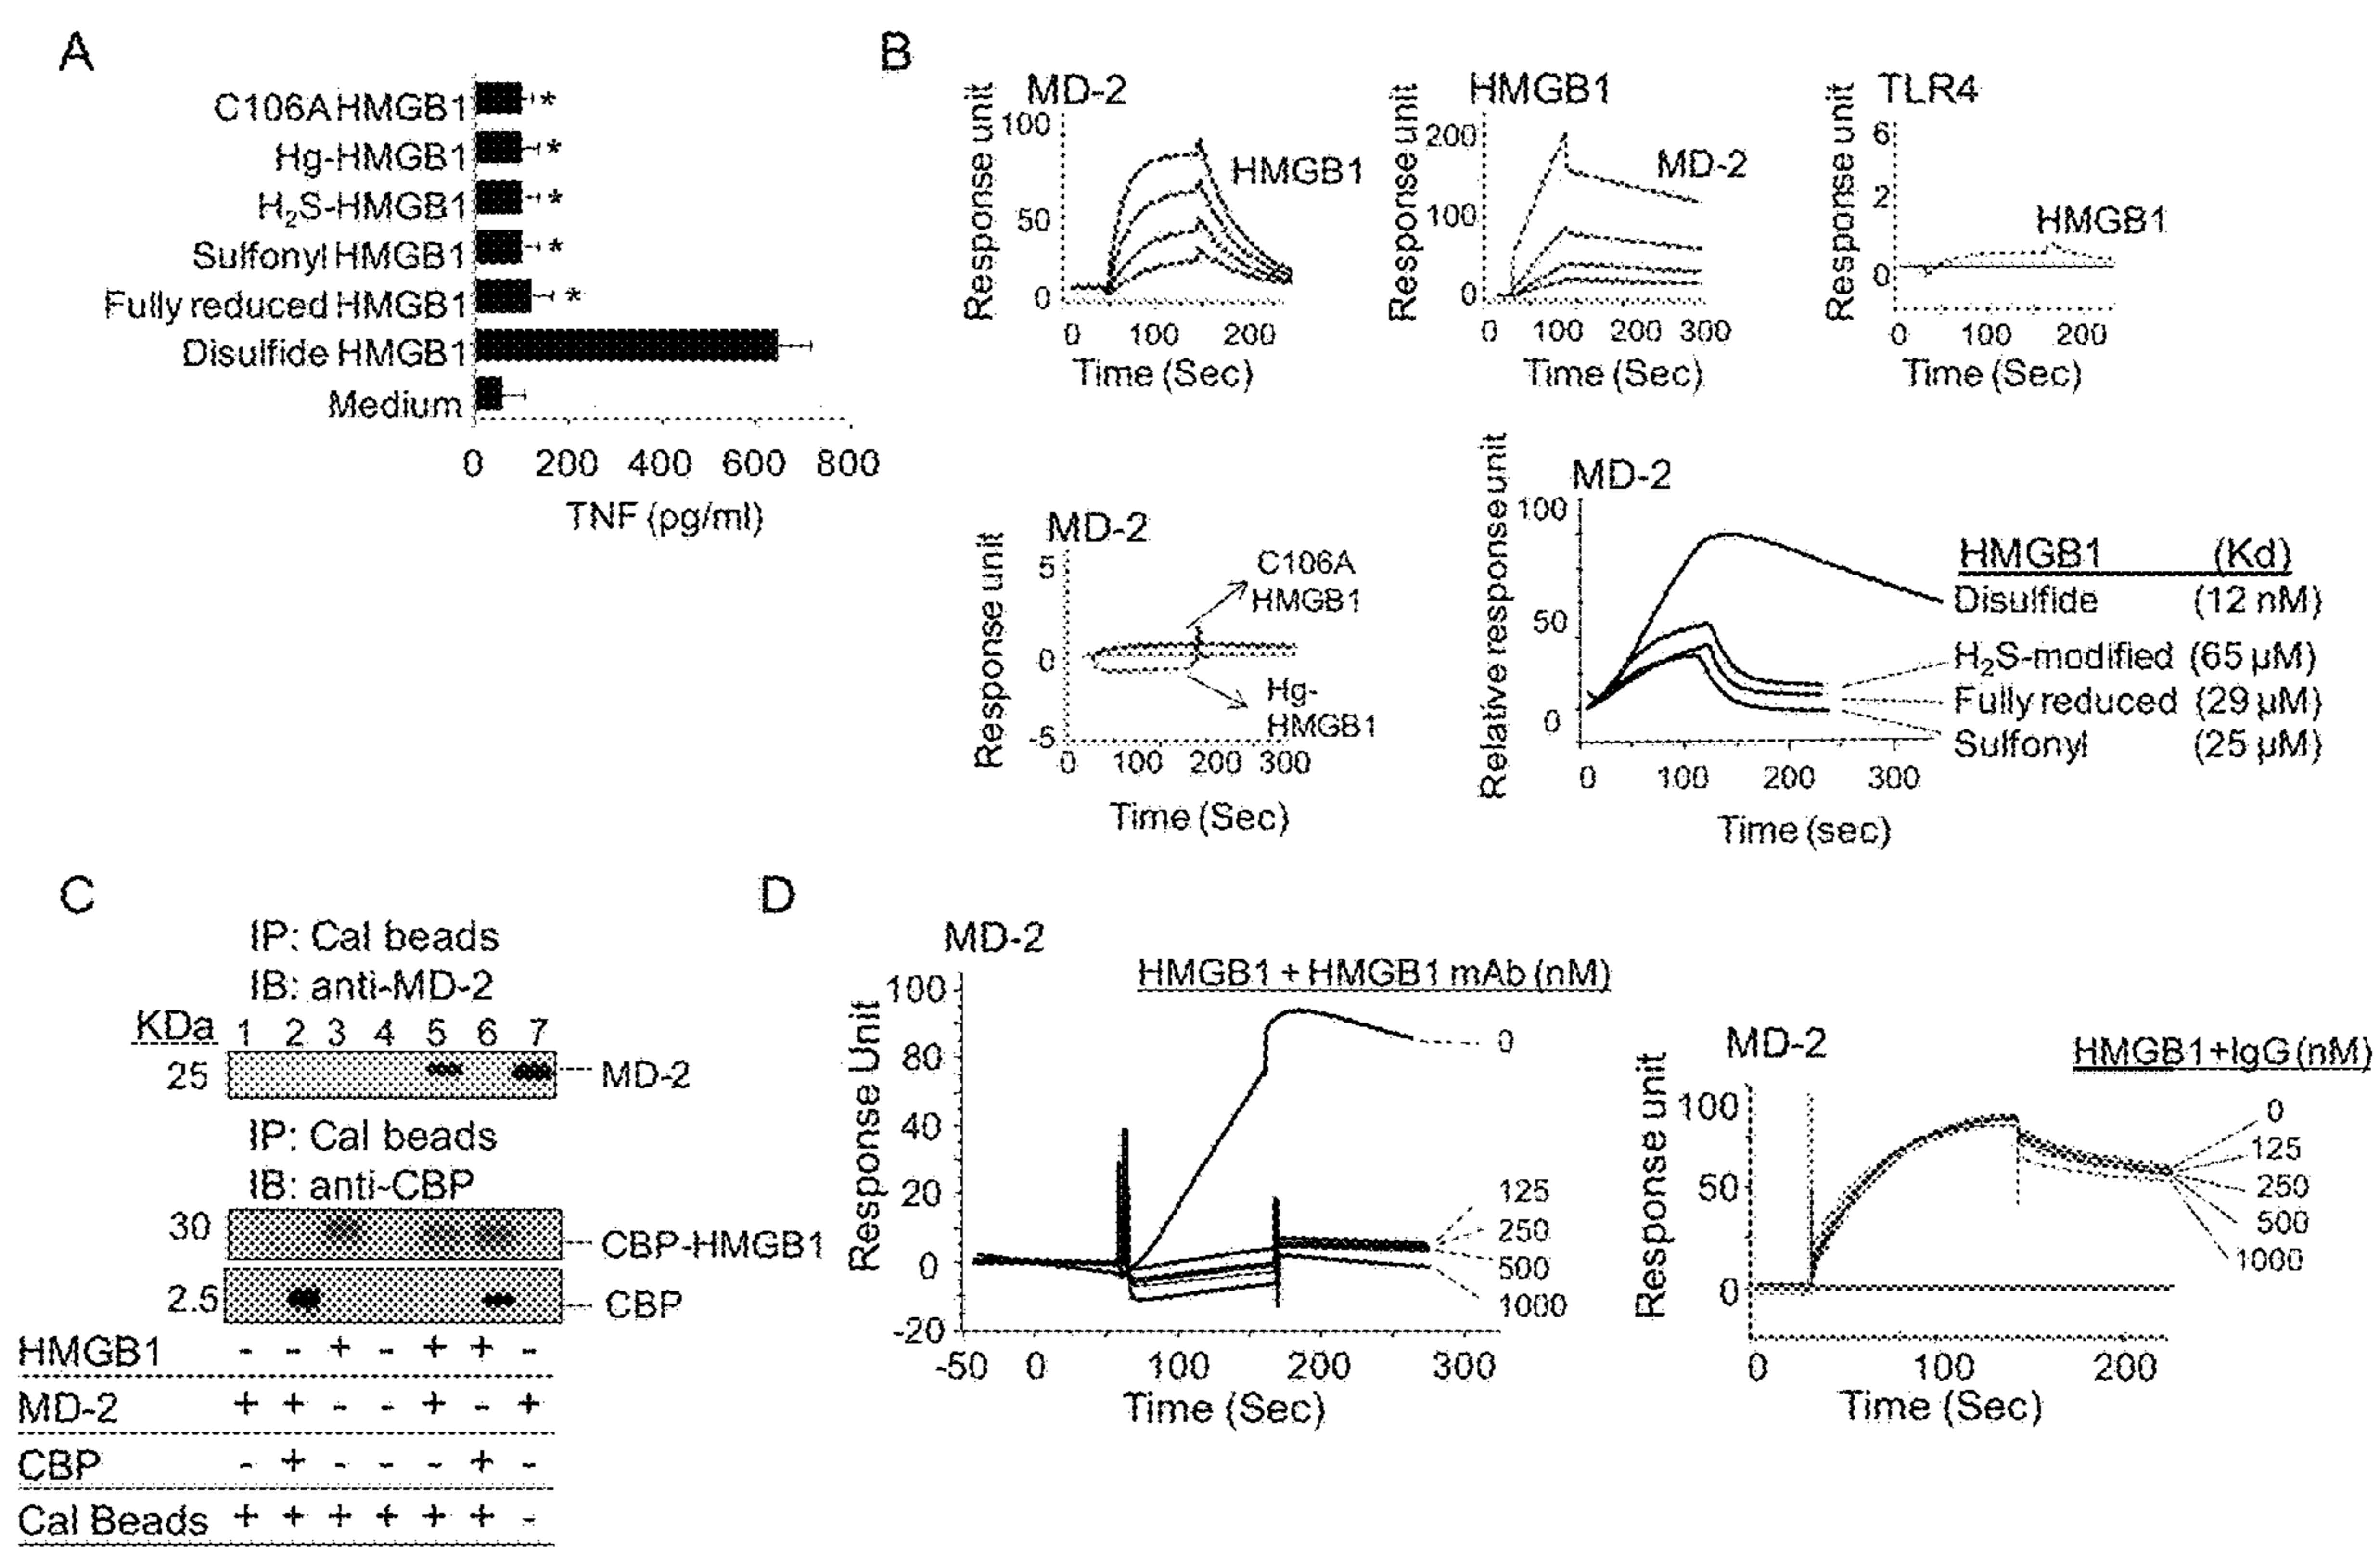 A
C106A HMGB1
Hg-HMGB1
H2S-HMGB1
Sulfonyl HMGB1
Fully reduced HMGB1
Disulfide HMGB1
Medium
* * * * *
0 200 400 600 800
TNF (pg/ml)
B
MD-2
Response unit
100
50
0
HMGB1
0 100 200
Time (Sec)
HMGB1
Response unit
200
100
0
MD-2
0 100 200 300
Time (Sec)
TLR4
Response unit
6
2
0
HMGB1
0 100 200
Time (Sec)
MD-2
Response unit
5
0
-5
C106A
HMGB1
Hg-
HMGB1
0 100 200 300
Time (Sec)
MD-2
Relative response unit
100
50
0
0 100 200 300
Time (sec)
HMGB1 (Kd)
Disulfide (12 nM)
H2S-modified (65 µM)
Fully reduced (29 µM)
Sulfonyl (25 µM)
C
IP: Cal beads
IB: anti-MD-2
KDa 1 2 3 4 5 6 7
25 MD-2
IP: Cal beads
IB: anti-CBP
30 CBP-HMGB1
2.5 CBP
HMGB1 - - + - + + -
MD-2 + + - - + - +
CBP - + - - - + -
Cal Beads + + + + + + -
D
MD-2
HMGB1 + HMGB1 mAb (nM)
Response Unit
100
80
40
20
0
-20
0
125
250
500
1000
-50 0 100 200 300
Time (Sec)
MD-2
HMGB1+IgG (nM)
Response unit
100
50
0
0
125
250
500
1000
0 100 200
Time (Sec)